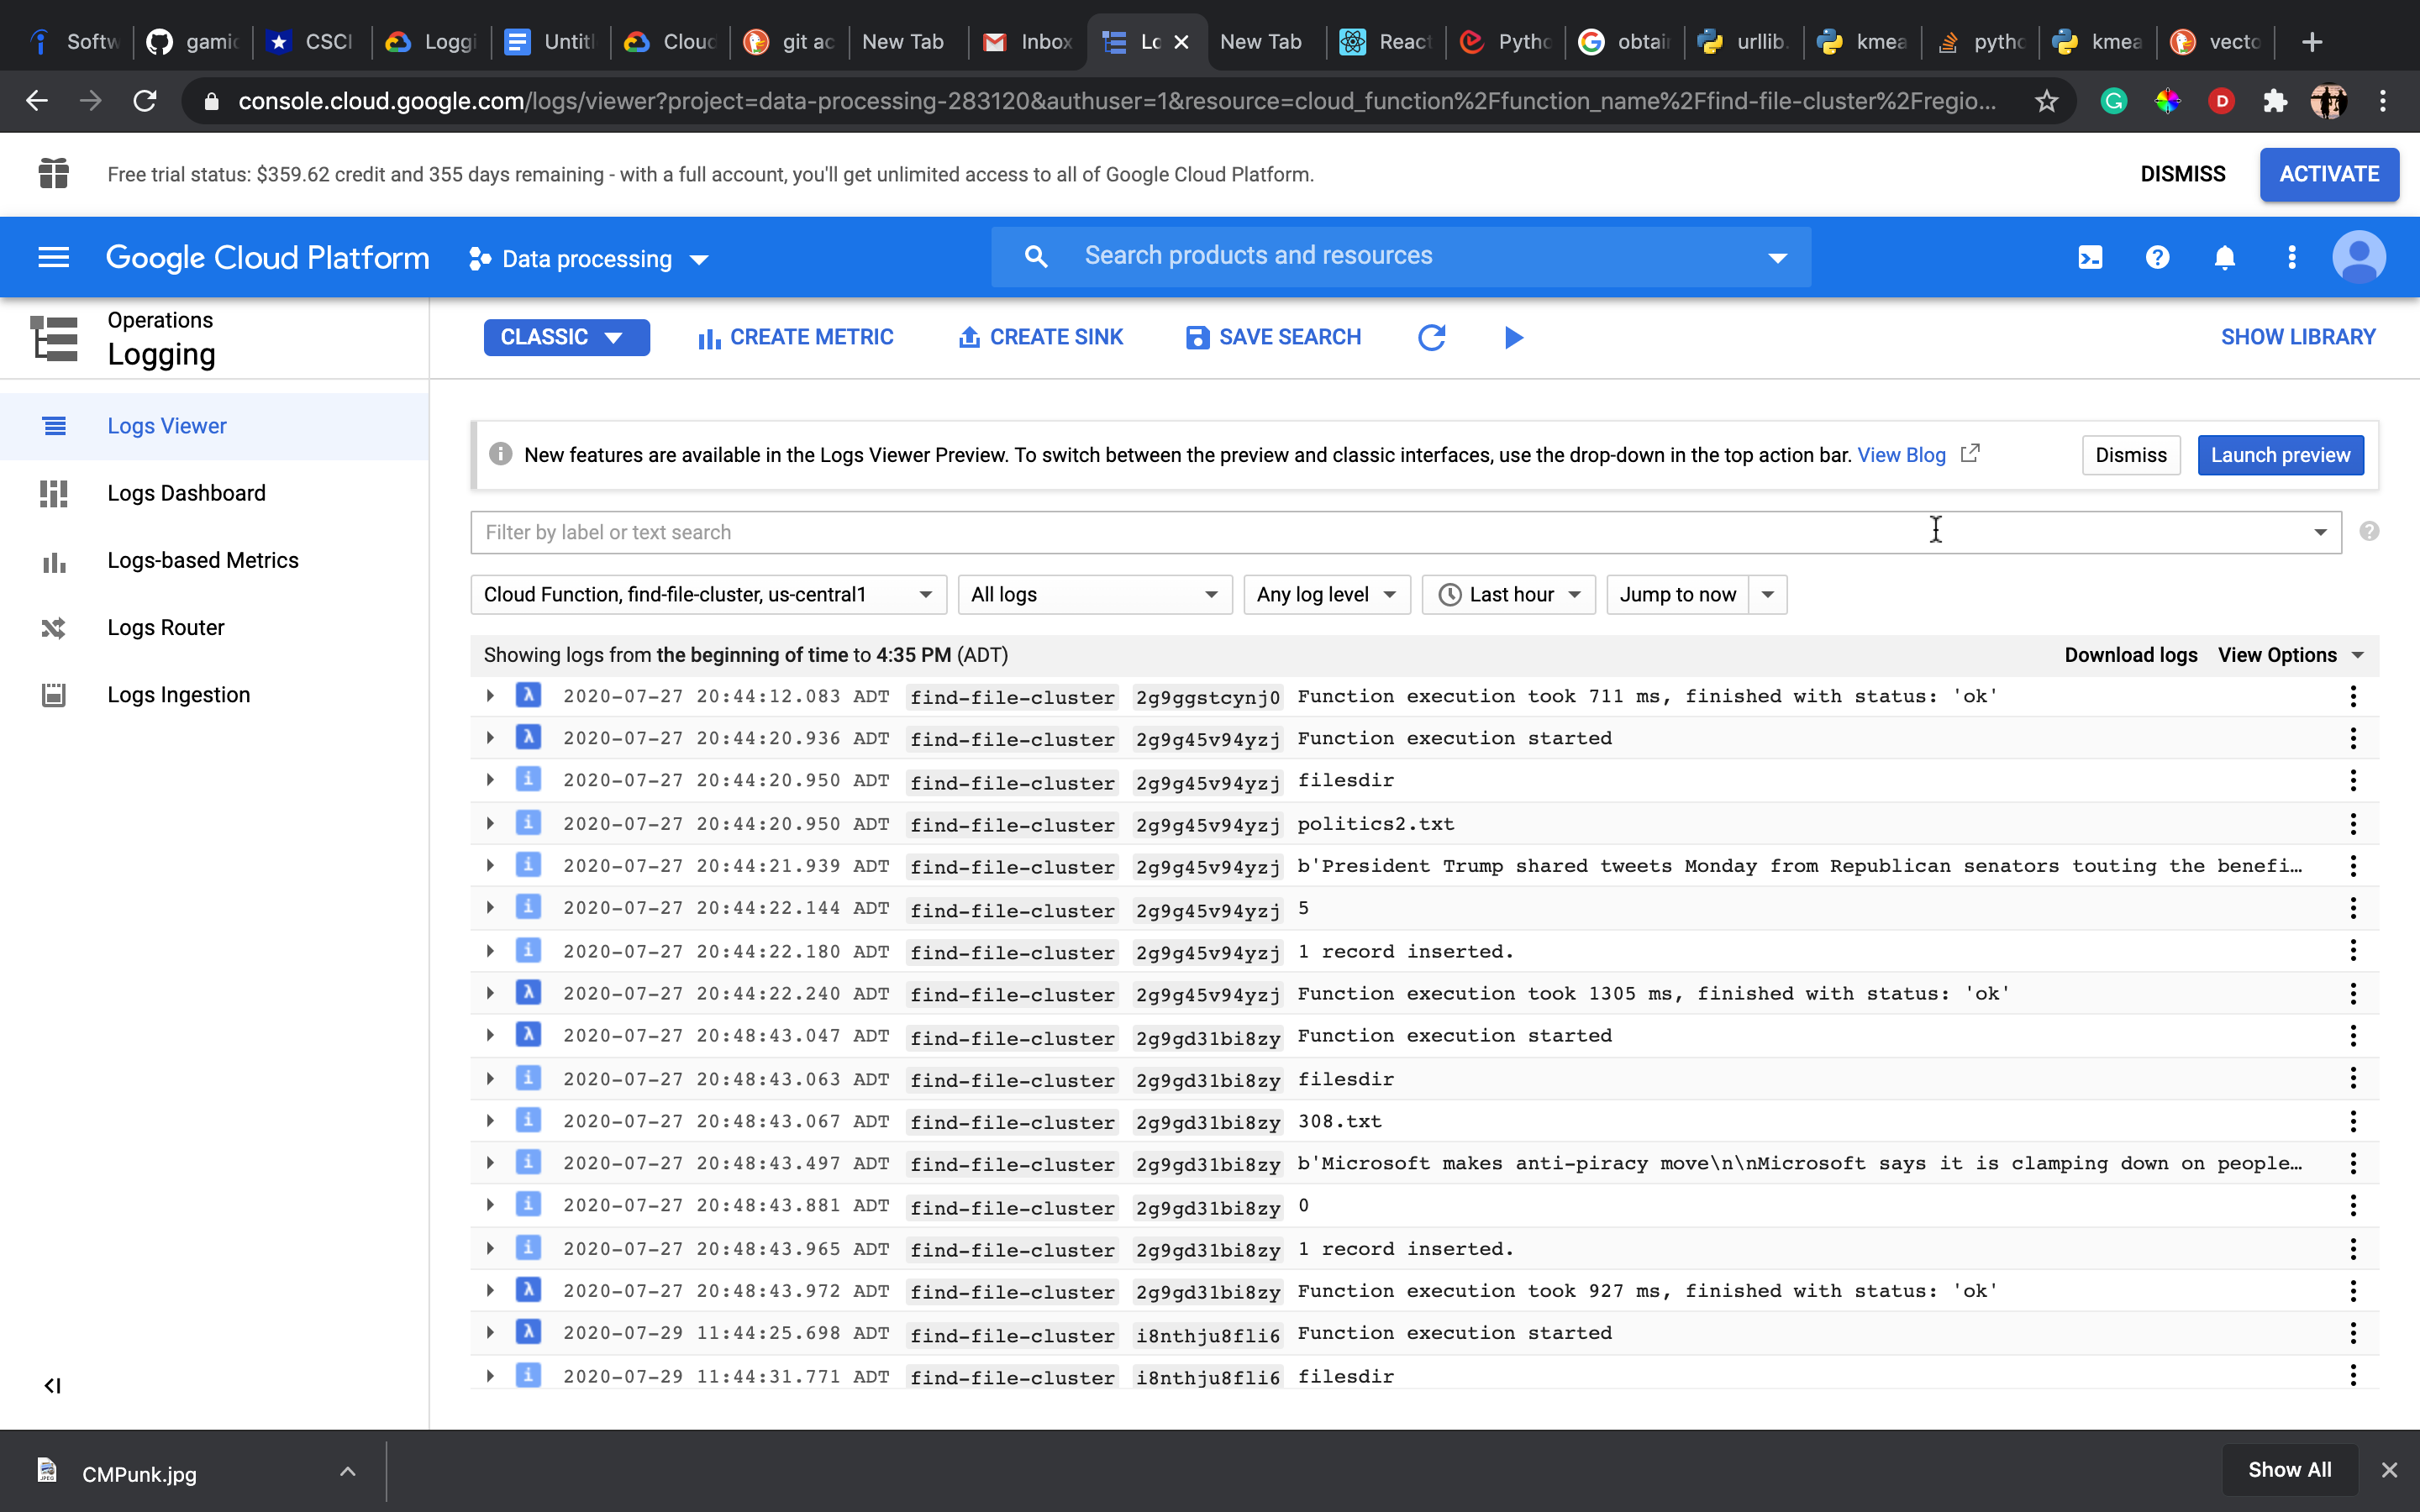 Softw gamic CSCI Loggi Untitl Cloud git ac New Tab Inbox Lo New Tab React Pytho obtain urllib. kmea pytho kmea vecto
console.cloud.google.com/logs/viewer?project=data-processing-283120&authuser=1&resource=cloud_function%2Ffunction_name%2Ffind-file-cluster%2Fregio...
Free trial status: $359.62 credit and 355 days remaining - with a full account, you'll get unlimited access to all of Google Cloud Platform.
DISMISS
ACTIVATE
Google Cloud Platform
Data processing
Search products and resources
Operations
Logging
CLASSIC
CREATE METRIC
CREATE SINK
SAVE SEARCH
SHOW LIBRARY
Logs Viewer
Logs Dashboard
Logs-based Metrics
Logs Router
Logs Ingestion
New features are available in the Logs Viewer Preview. To switch between the preview and classic interfaces, use the drop-down in the top action bar. View Blog
Dismiss
Launch preview
Filter by label or text search
Cloud Function, find-file-cluster, us-central1
All logs
Any log level
Last hour
Jump to now
Showing logs from the beginning of time to 4:35 PM (ADT)
Download logs
View Options
2020-07-27 20:44:12.083 ADT find-file-cluster 2g9ggstcynj0 Function execution took 711 ms, finished with status: 'ok'
2020-07-27 20:44:20.936 ADT find-file-cluster 2g9g45v94yzj Function execution started
2020-07-27 20:44:20.950 ADT find-file-cluster 2g9g45v94yzj filesdir
2020-07-27 20:44:20.950 ADT find-file-cluster 2g9g45v94yzj politics2.txt
2020-07-27 20:44:21.939 ADT find-file-cluster 2g9g45v94yzj b'President Trump shared tweets Monday from Republican senators touting the benefi...
2020-07-27 20:44:22.144 ADT find-file-cluster 2g9g45v94yzj 5
2020-07-27 20:44:22.180 ADT find-file-cluster 2g9g45v94yzj 1 record inserted.
2020-07-27 20:44:22.240 ADT find-file-cluster 2g9g45v94yzj Function execution took 1305 ms, finished with status: 'ok'
2020-07-27 20:48:43.047 ADT find-file-cluster 2g9gd31bi8zy Function execution started
2020-07-27 20:48:43.063 ADT find-file-cluster 2g9gd31bi8zy filesdir
2020-07-27 20:48:43.067 ADT find-file-cluster 2g9gd31bi8zy 308.txt
2020-07-27 20:48:43.497 ADT find-file-cluster 2g9gd31bi8zy b'Microsoft makes anti-piracy move\n\nMicrosoft says it is clamping down on people...
2020-07-27 20:48:43.881 ADT find-file-cluster 2g9gd31bi8zy 0
2020-07-27 20:48:43.965 ADT find-file-cluster 2g9gd31bi8zy 1 record inserted.
2020-07-27 20:48:43.972 ADT find-file-cluster 2g9gd31bi8zy Function execution took 927 ms, finished with status: 'ok'
2020-07-29 11:44:25.698 ADT find-file-cluster i8nthju8fli6 Function execution started
2020-07-29 11:44:31.771 ADT find-file-cluster i8nthju8fli6 filesdir
CMPunk.jpg
Show All